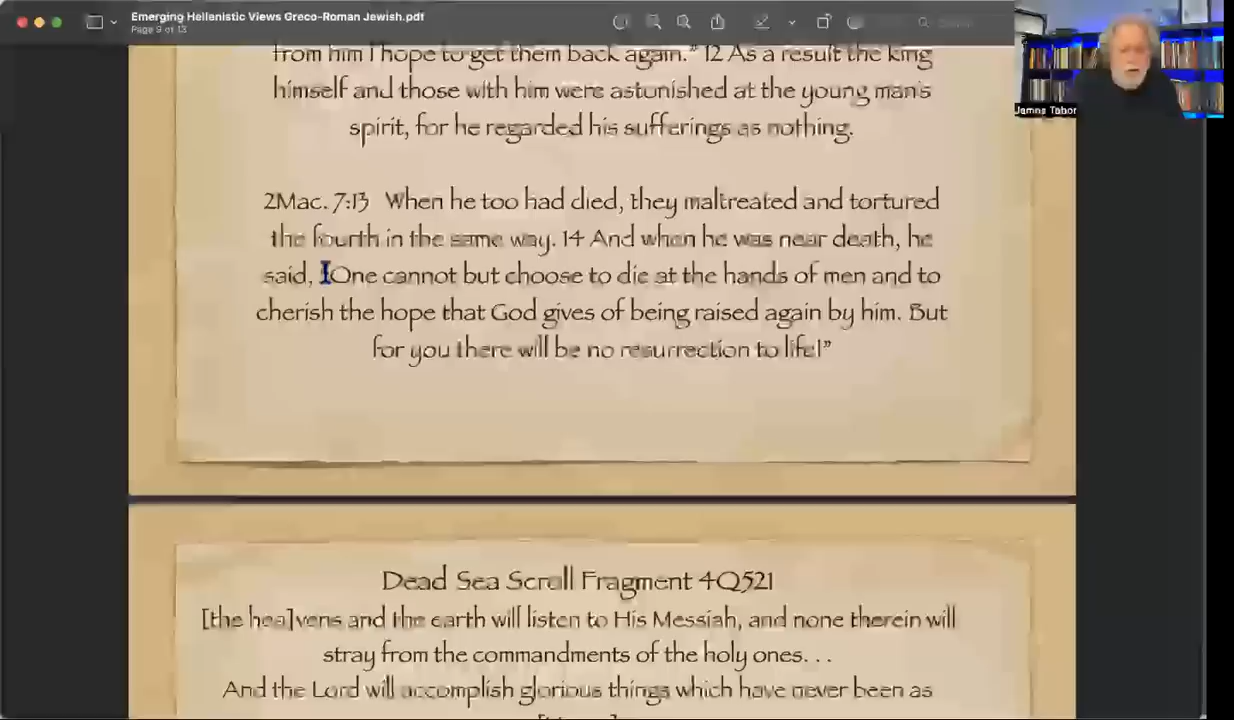 Emerging Hellenistic Views Greco-Roman Jewish.pdf
Page 9 of 13
James Tabor
from him I hope to get them back again." 12 As a result the king
himself and those with him were astonished at the young man's
spirit, for he regarded his sufferings as nothing.
2Mac. 7:13 When he too had died, they maltreated and tortured
the fourth in the same way. 14 And when he was near death, he
said, "One cannot but choose to die at the hands of men and to
cherish the hope that God gives of being raised again by him. But
for you there will be no resurrection to life!"
Dead Sea Scroll Fragment 4Q521
[the hea]vens and the earth will listen to His Messiah, and none therein will
stray from the commandments of the holy ones. . .
And the Lord will accomplish glorious things which have never been as